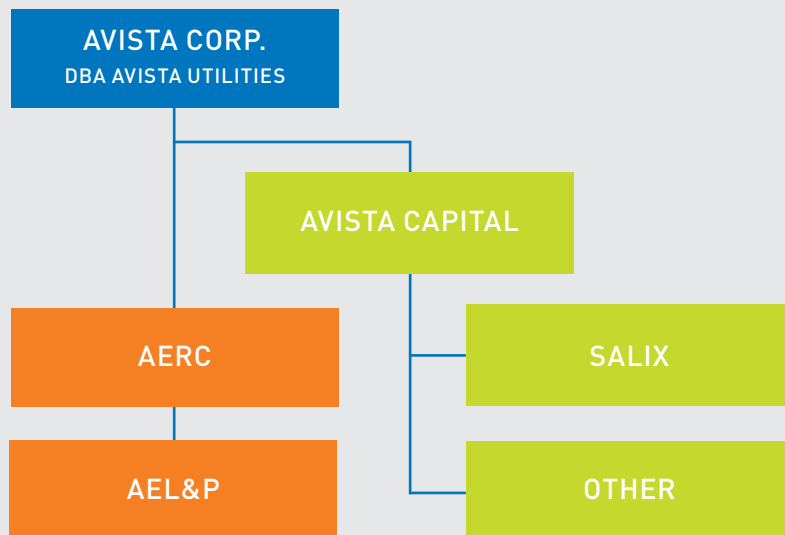 AVISTA CORP.
DBA AVISTA UTILITIES
AVISTA CAPITAL
AERC
SALIX
AEL&P
OTHER